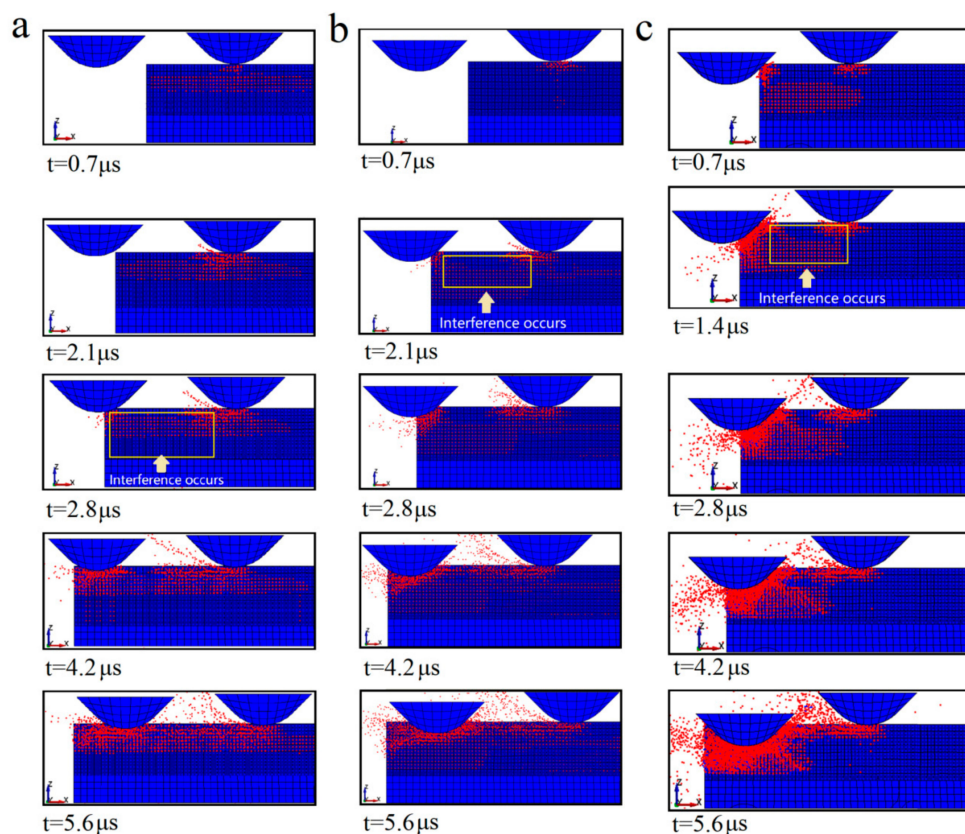 a
b
c
Z
X
t=0.7μs
Z
X
t=0.7μs
Z
X
t=0.7μs
Z
X
t=2.1μs
Interference occurs
Z
X
t=2.1μs
Interference occurs
Z
X
t=1.4μs
Interference occurs
Z
X
t=2.8μs
Z
X
t=2.8μs
Z
X
t=2.8μs
Z
X
t=4.2μs
Z
X
t=4.2μs
Z
X
t=4.2μs
Z
X
t=5.6μs
Z
X
t=5.6μs
Z
X
t=5.6μs